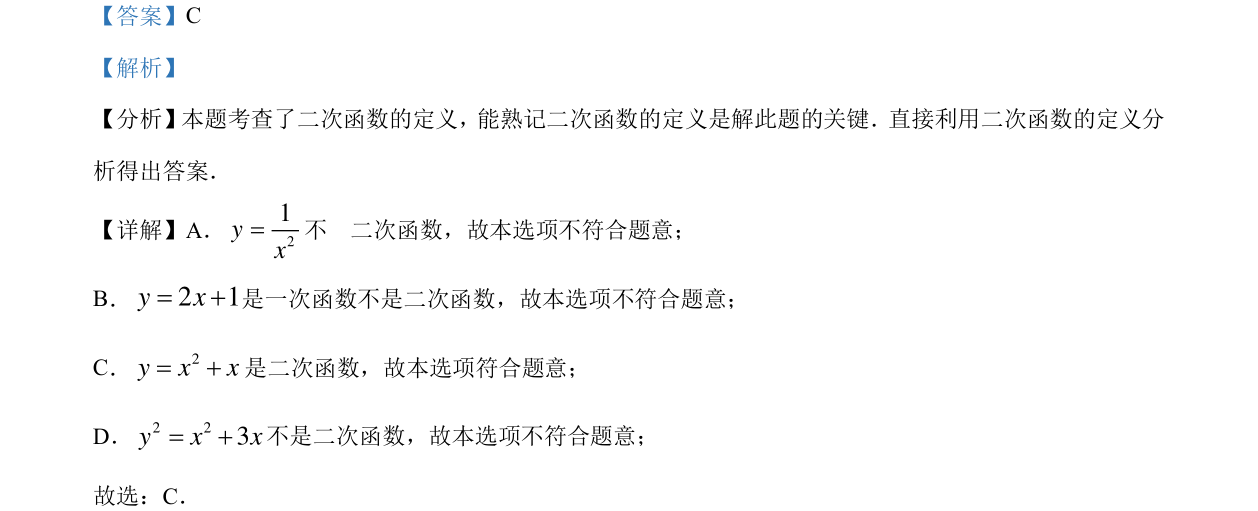 【答案】C
【解析】
【分析】本题考查了二次函数的定义，能熟记二次函数的定义是解此题的关键．直接利用二次函数的定义分
析得出答案．
【详解】A． y = 1/x² 不 二次函数，故本选项不符合题意；
B． y = 2x+1是一次函数不是二次函数，故本选项不符合题意；
C． y = x² + x 是二次函数，故本选项符合题意；
D． y² = x² + 3x不是二次函数，故本选项不符合题意；
故选：C．